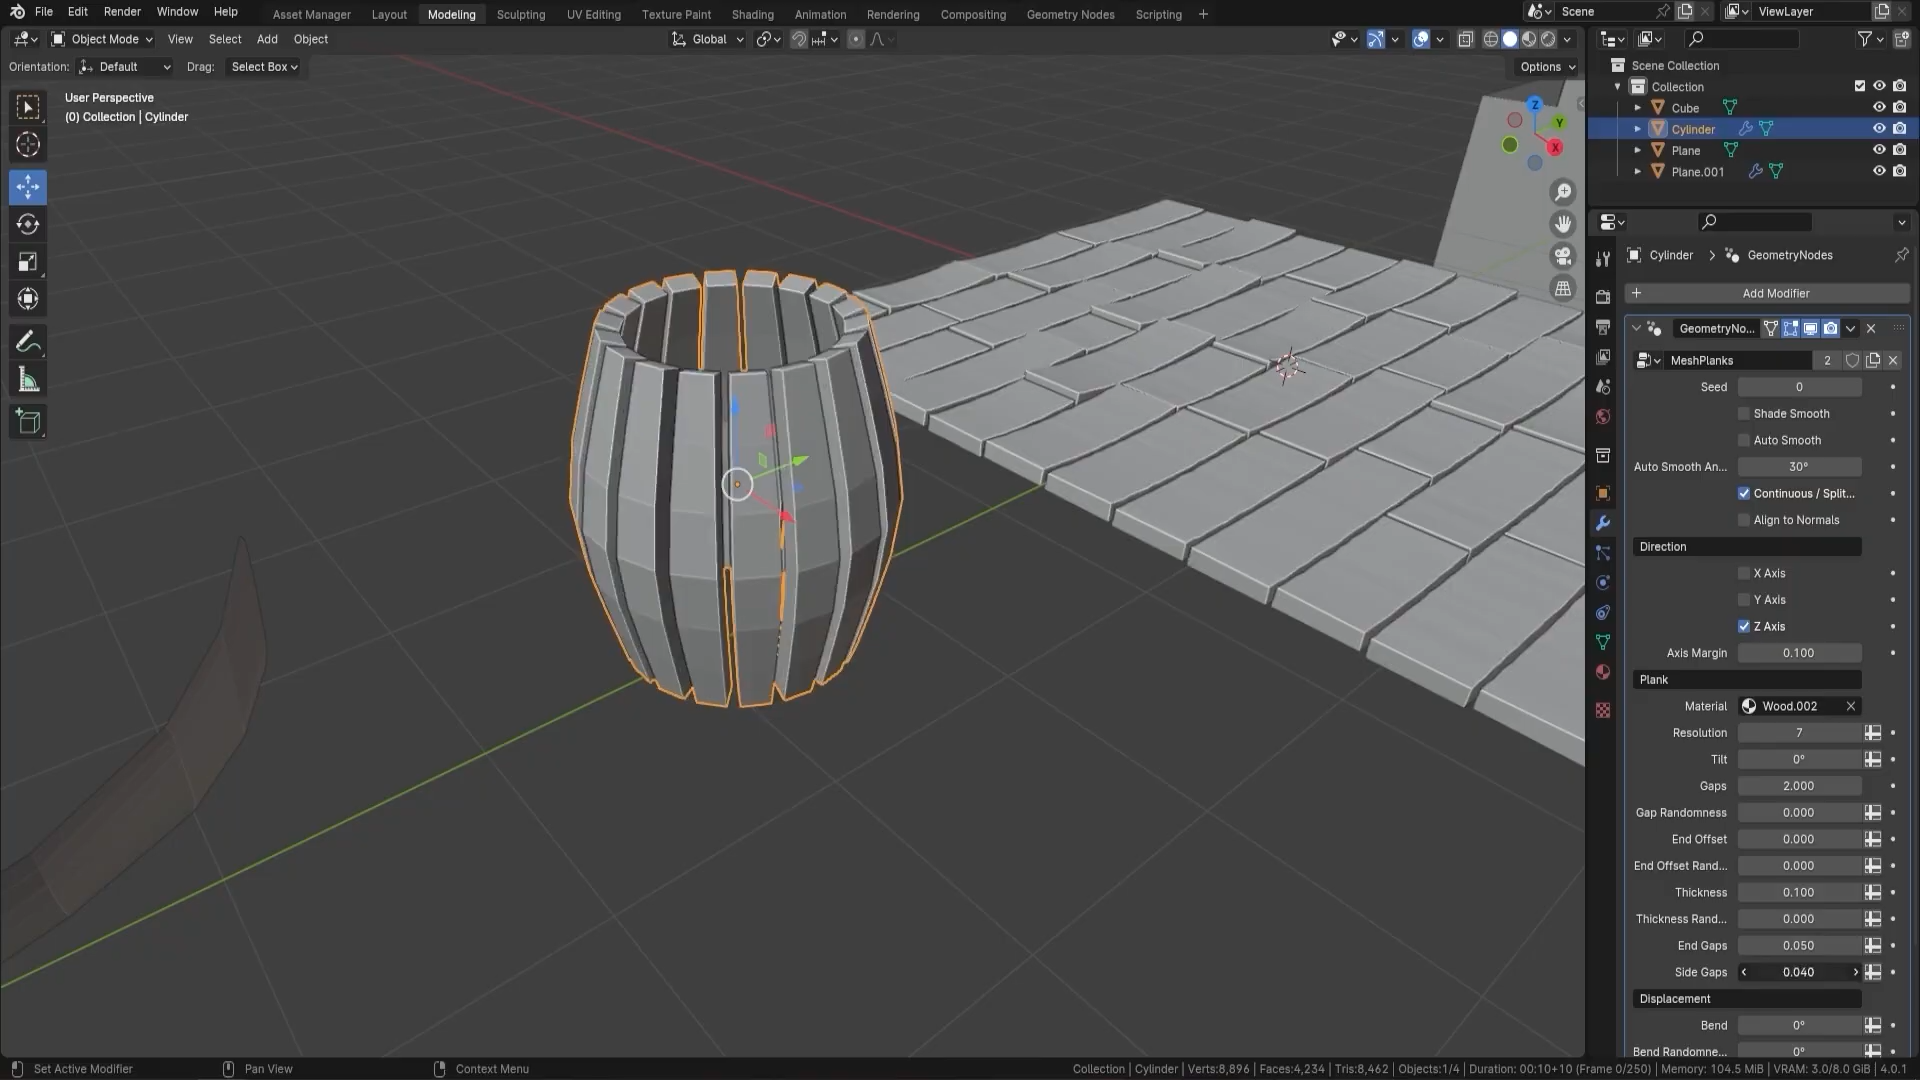 File Edit Render Window Help
Asset Manager Layout Modeling Sculpting UV Editing Texture Paint Shading Animation Rendering Compositing Geometry Nodes Scripting +
Scene
ViewLayer
Object Mode View Select Add Object
Global
Orientation: Default Drag: Select Box
Options
User Perspective
(0) Collection | Cylinder
Z
Y
X
Scene Collection
Collection
Cube
Cylinder
Plane
Plane.001
Cylinder > GeometryNodes
+ Add Modifier
GeometryNo...
MeshPlanks 2
Seed 0
Shade Smooth
Auto Smooth
Auto Smooth An... 30°
Continuous / Split...
Align to Normals
Direction
X Axis
Y Axis
Z Axis
Axis Margin 0.100
Plank
Material Wood.002
Resolution 7
Tilt 0°
Gaps 2.000
Gap Randomness 0.000
End Offset 0.000
End Offset Rand... 0.000
Thickness 0.100
Thickness Rand... 0.000
End Gaps 0.050
Side Gaps 0.040
Displacement
Bend 0°
Bend Randomne... 0°
Set Active Modifier Pan View Context Menu
Collection | Cylinder | Verts:8,896 | Faces:4,234 | Tris:8,462 | Objects:1/4 | Duration: 00:10+10 (Frame 0/250) | Memory: 104.5 MiB | VRAM: 3.0/8.0 GiB | 4.0.1